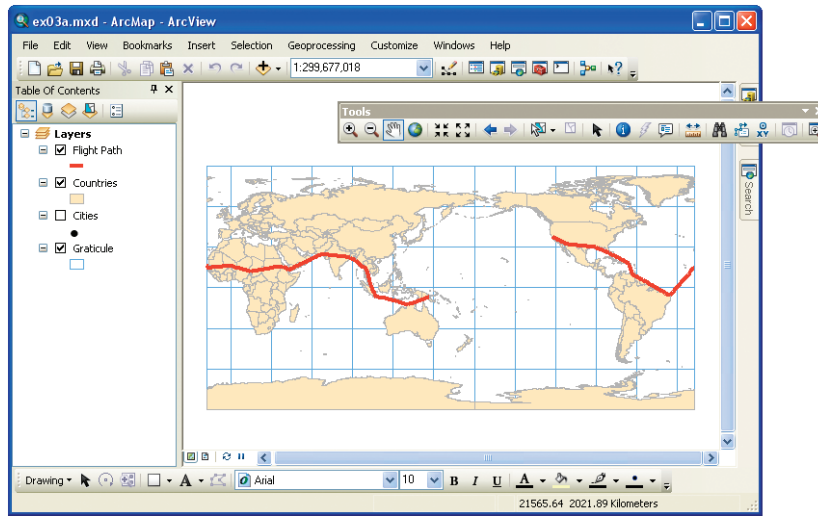 ex03a.mxd - ArcMap - ArcView
File Edit View Bookmarks Insert Selection Geoprocessing Customize Windows Help
1:299,677,018
Table Of Contents
Tools
Layers
Flight Path
Countries
Cities
Graticule
Search
Drawing
Arial
10
B I U A
21565.64 2021.89 Kilometers